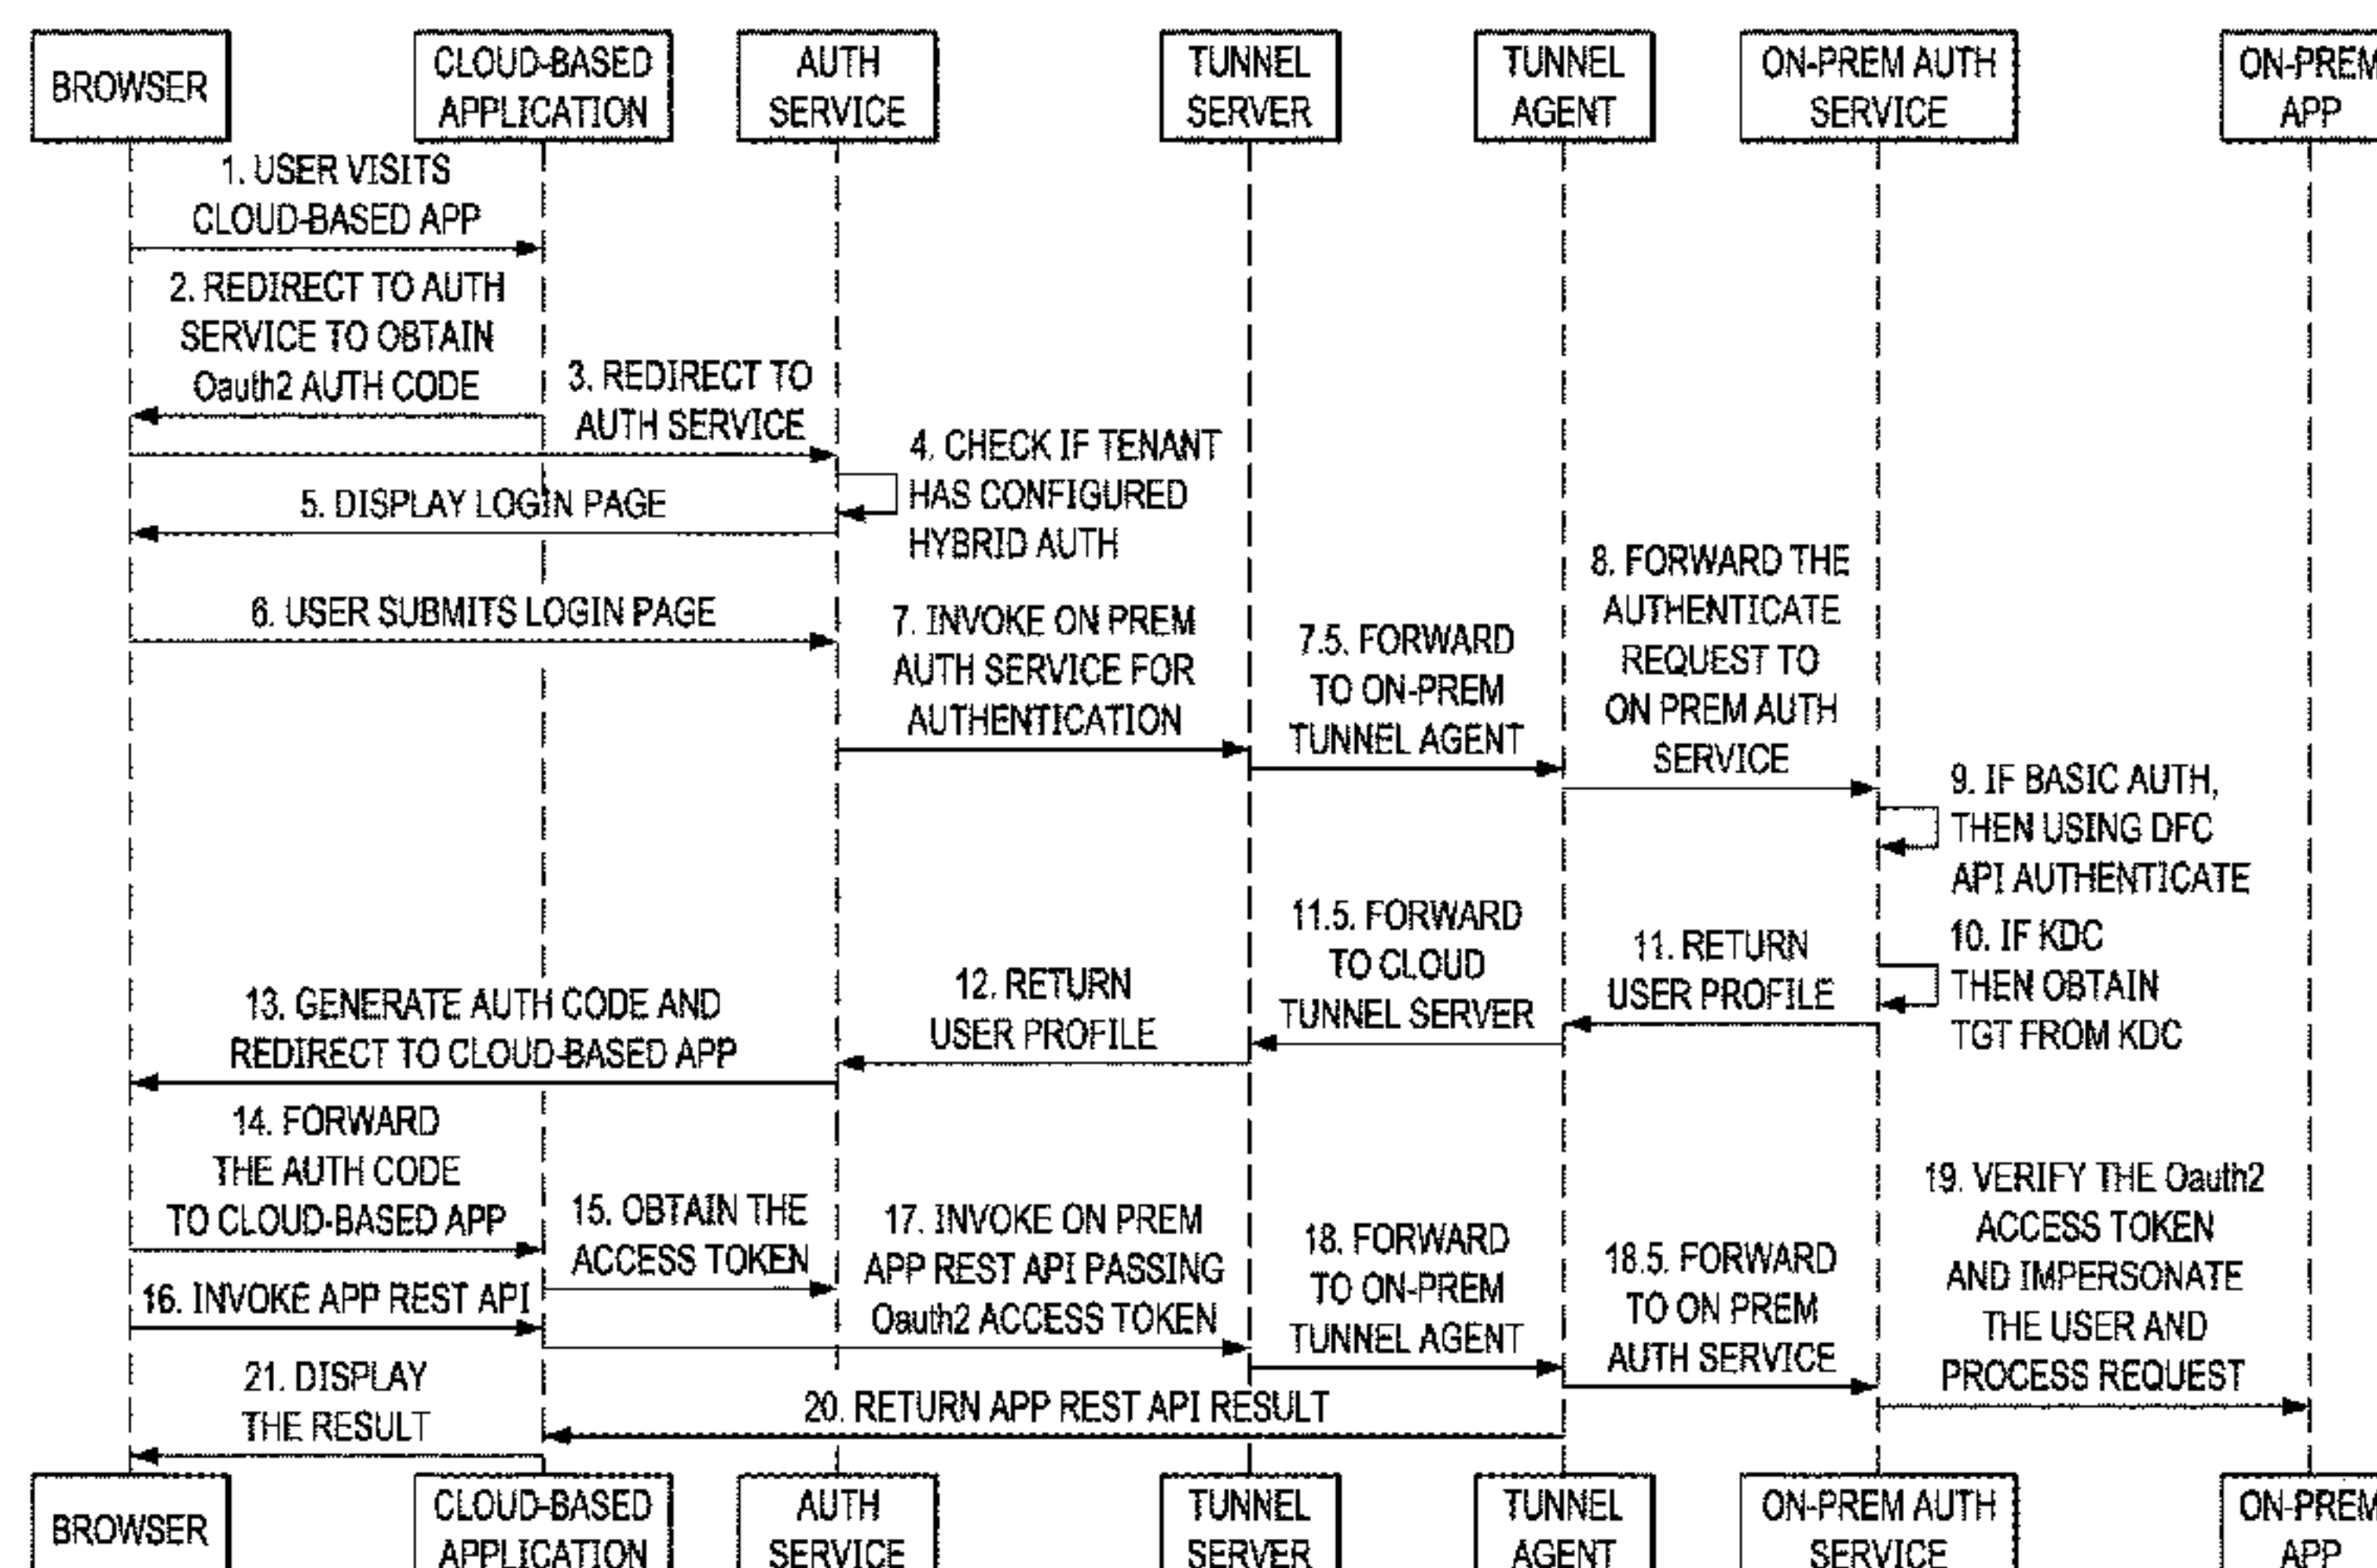 BROWSER
CLOUD-BASED
APPLICATION
AUTH
SERVICE
TUNNEL
SERVER
TUNNEL
AGENT
ON-PREM AUTH
SERVICE
ON-PREM
APP
1. USER VISITS
CLOUD-BASED APP
2. REDIRECT TO AUTH
SERVICE TO OBTAIN
Oauth2 AUTH CODE
3. REDIRECT TO
AUTH SERVICE
4. CHECK IF TENANT
HAS CONFIGURED
HYBRID AUTH
5. DISPLAY LOGIN PAGE
6. USER SUBMITS LOGIN PAGE
7. INVOKE ON PREM
AUTH SERVICE FOR
AUTHENTICATION
7.5. FORWARD
TO ON-PREM
TUNNEL AGENT
8. FORWARD THE
AUTHENTICATE
REQUEST TO
ON PREM AUTH
SERVICE
9. IF BASIC AUTH,
THEN USING DFC
API AUTHENTICATE
10. IF KDC
THEN OBTAIN
TGT FROM KDC
11. RETURN
USER PROFILE
11.5. FORWARD
TO CLOUD
TUNNEL SERVER
12. RETURN
USER PROFILE
13. GENERATE AUTH CODE AND
REDIRECT TO CLOUD-BASED APP
14. FORWARD
THE AUTH CODE
TO CLOUD-BASED APP
15. OBTAIN THE
ACCESS TOKEN
16. INVOKE APP REST API
17. INVOKE ON PREM
APP REST API PASSING
Oauth2 ACCESS TOKEN
18. FORWARD
TO ON-PREM
TUNNEL AGENT
18.5. FORWARD
TO ON PREM
AUTH SERVICE
19. VERIFY THE Oauth2
ACCESS TOKEN
AND IMPERSONATE
THE USER AND
PROCESS REQUEST
20. RETURN APP REST API RESULT
21. DISPLAY
THE RESULT
BROWSER
CLOUD-BASED
APPLICATION
AUTH
SERVICE
TUNNEL
SERVER
TUNNEL
AGENT
ON-PREM AUTH
SERVICE
ON-PREM
APP